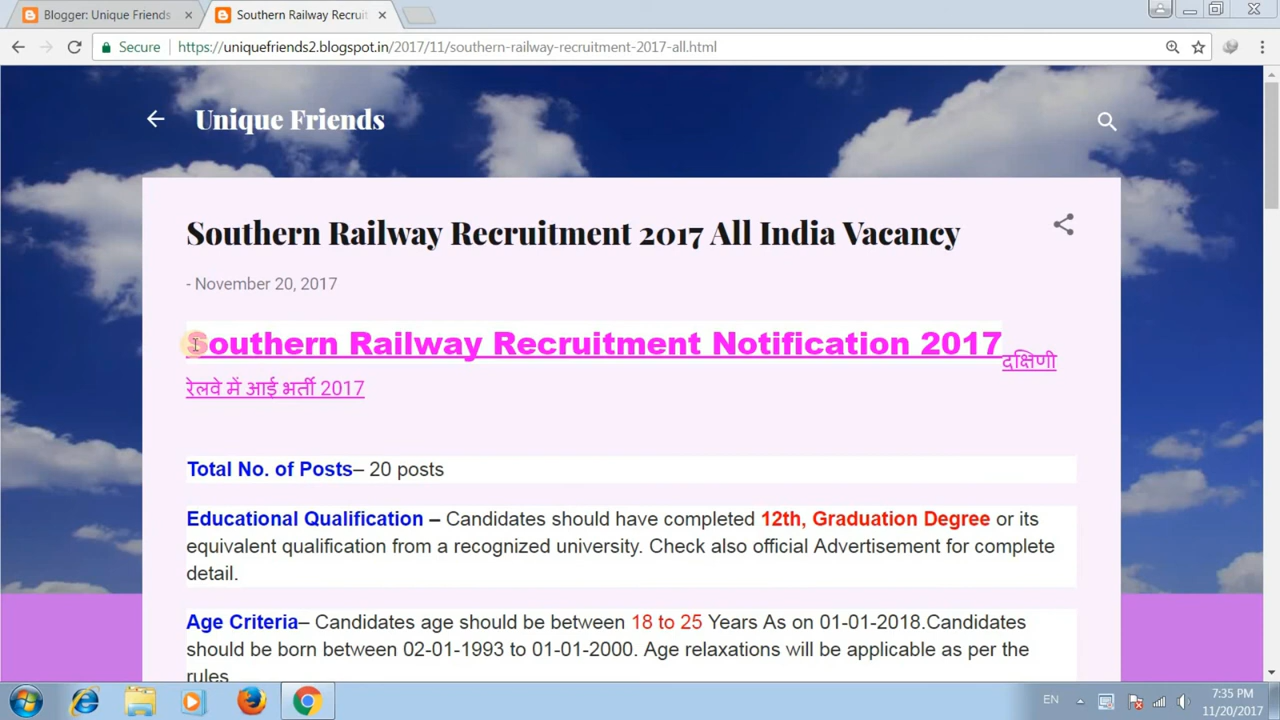 Blogger: Unique Friends
Southern Railway Recruit
Secure
https://uniquefriends2.blogspot.in/2017/11/southern-railway-recruitment-2017-all.html
Unique Friends
Southern Railway Recruitment 2017 All India Vacancy
- November 20, 2017
Southern Railway Recruitment Notification 2017 दक्षिणी
रेलवे में आई भर्ती 2017
Total No. of Posts– 20 posts
Educational Qualification – Candidates should have completed 12th, Graduation Degree or its
equivalent qualification from a recognized university. Check also official Advertisement for complete
detail.
Age Criteria– Candidates age should be between 18 to 25 Years As on 01-01-2018.Candidates
should be born between 02-01-1993 to 01-01-2000. Age relaxations will be applicable as per the
rules
EN
7:35 PM
11/20/2017